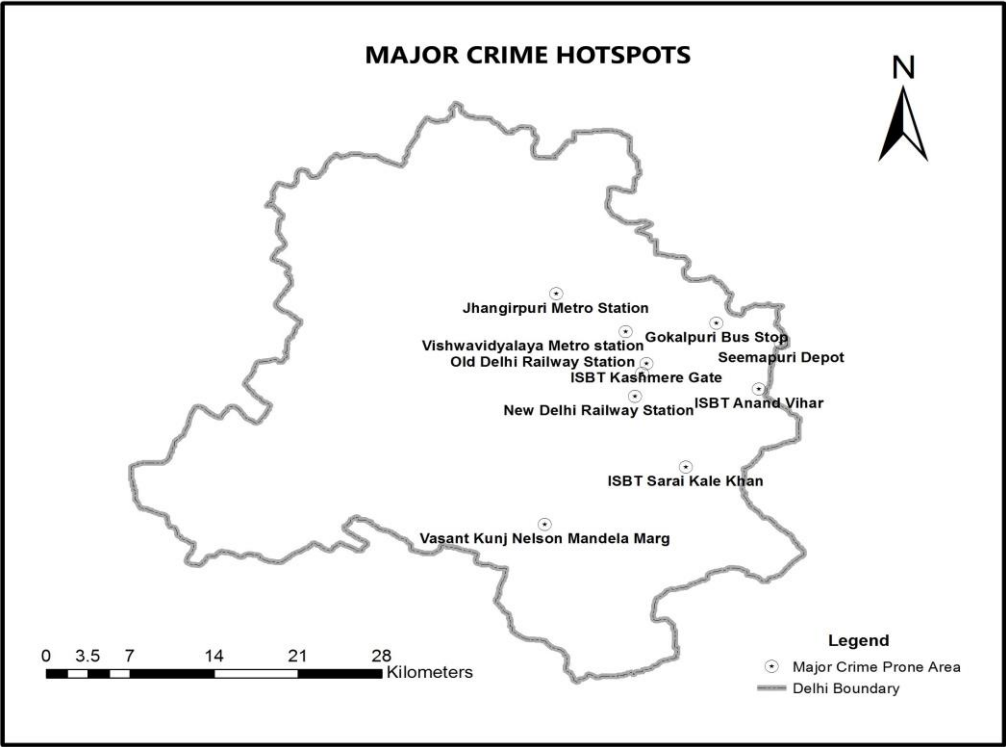 MAJOR CRIME HOTSPOTS
N
Jhangirpuri Metro Station
Gokalpuri Bus Stop
Vishwavidyalaya Metro station
Seemapuri Depot
Old Delhi Railway Station
ISBT Kashmere Gate
ISBT Anand Vihar
New Delhi Railway Station
ISBT Sarai Kale Khan
Vasant Kunj Nelson Mandela Marg
0 3.5 7 14 21 28
Kilometers
Legend
Major Crime Prone Area
Delhi Boundary